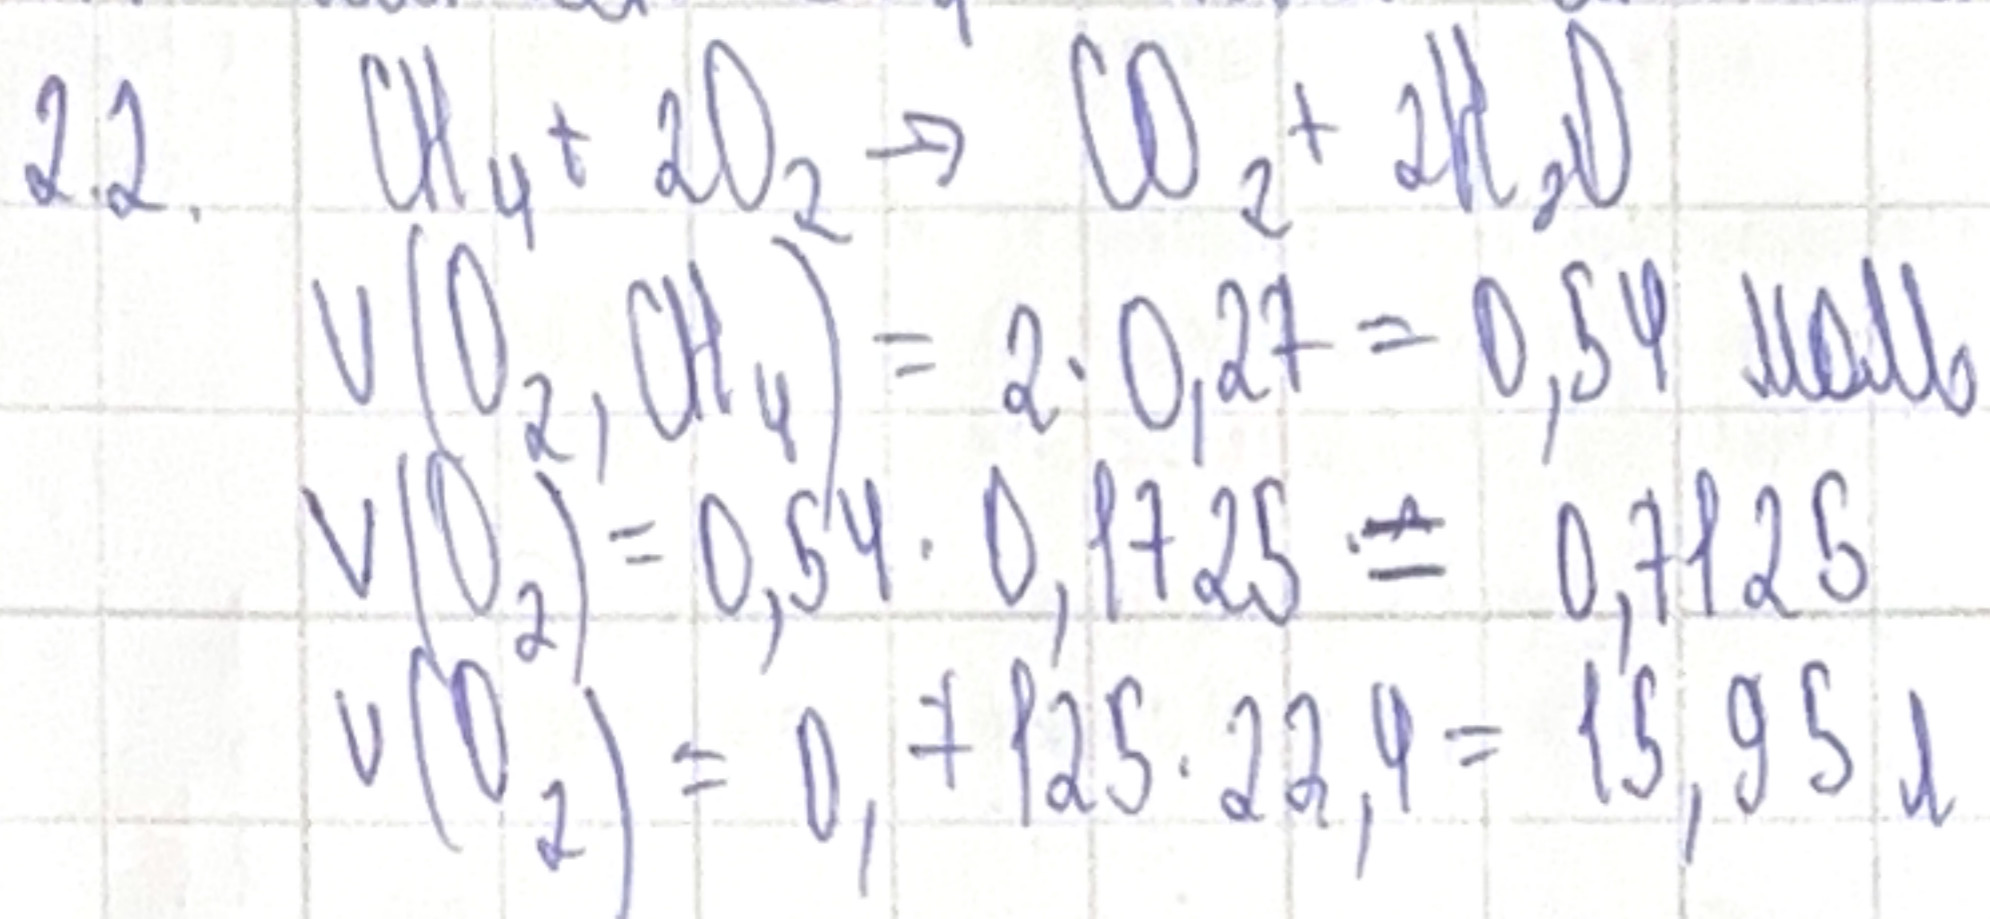 2.2. CH₄ + 2O₂ → CO₂ + 2H₂O
ν(O₂, CH₄) = 2 · 0,27 = 0,54 моль
ν(O₂) = 0,54 · 0,1725 = 0,7125
V(O₂) = 0,7125 · 22,4 = 15,95 л